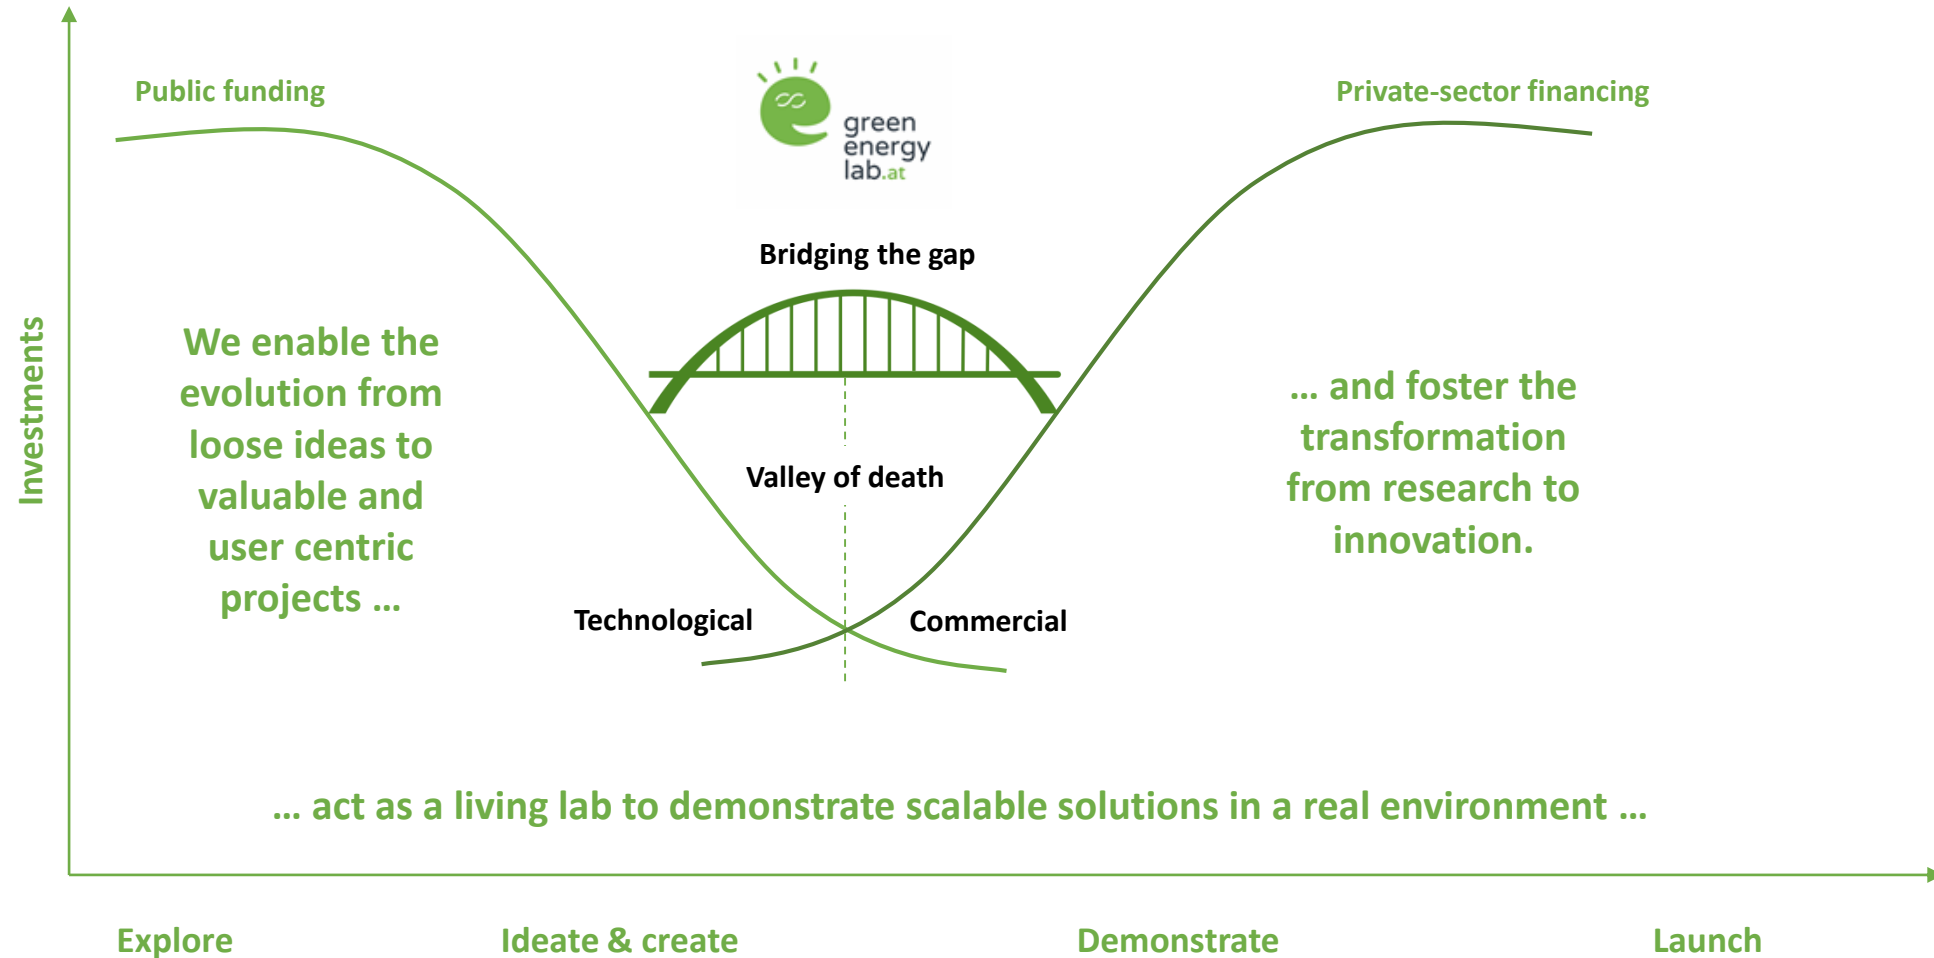 Public funding
green
energy
lab.at
Private-sector financing
Bridging the gap
Investments
We enable the
evolution from
loose ideas to
valuable and
user centric
projects …
… and foster the
transformation
from research to
innovation.
Valley of death
Technological
Commercial
… act as a living lab to demonstrate scalable solutions in a real environment …
Explore
Ideate & create
Demonstrate
Launch